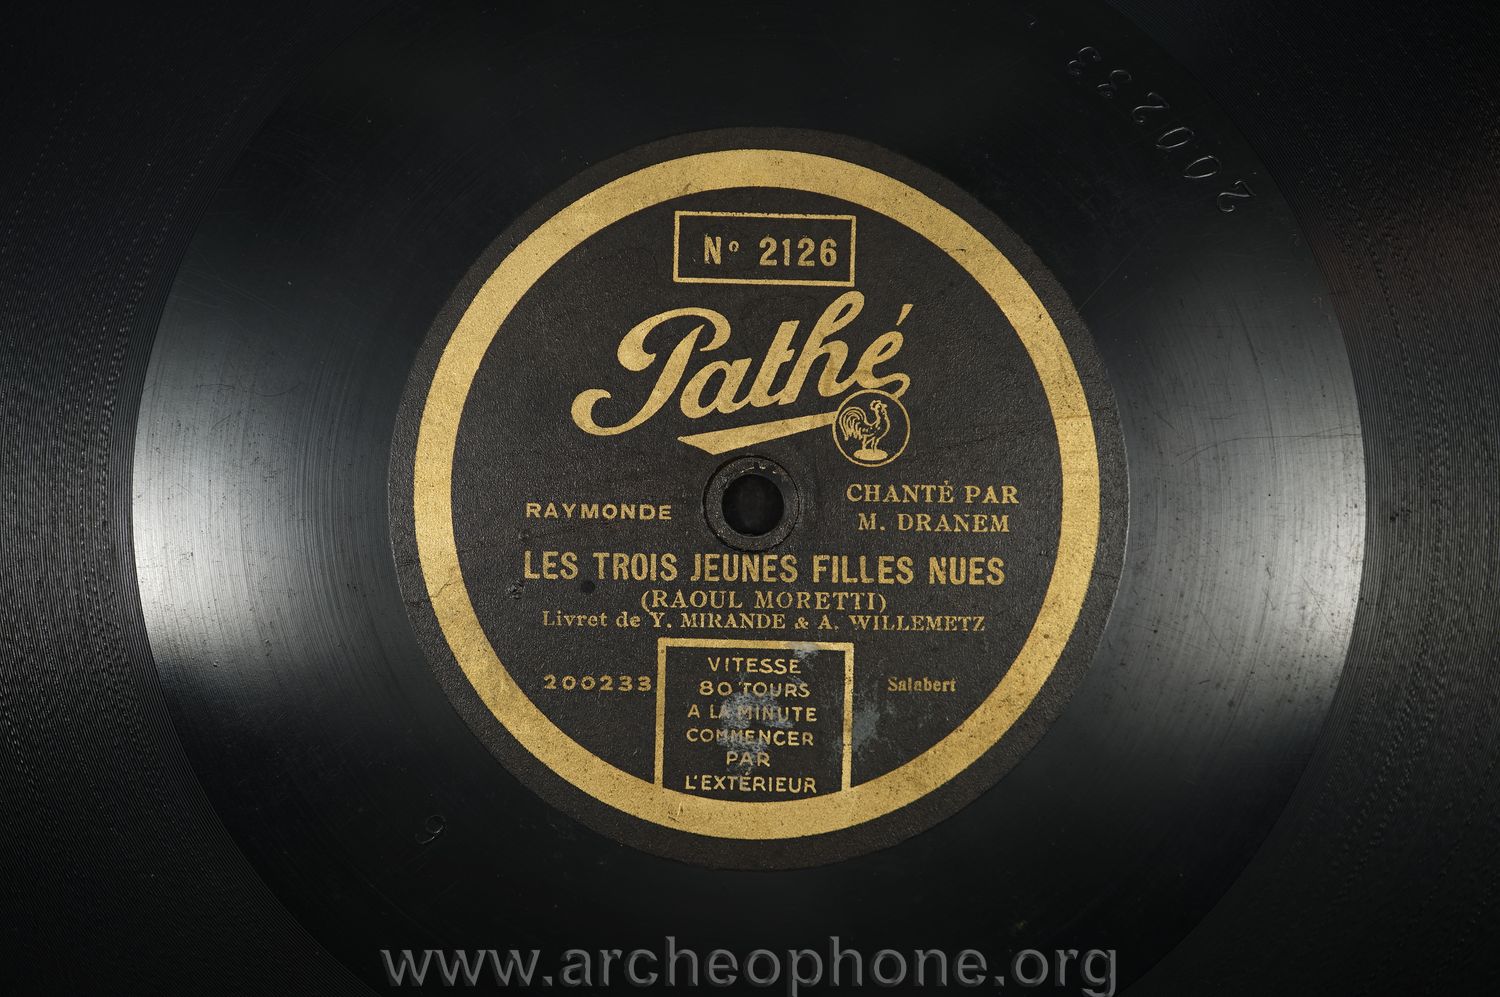 200233
N° 2126
Pathé
RAYMONDE
CHANTÉ PAR
M. DRANEM
LES TROIS JEUNES FILLES NUES
(RAOUL MORETTI)
Livret de Y. MIRANDE & A. WILLEMETZ
200233
Salabert
VITESSE
80 TOURS
A LA MINUTE
COMMENCER
PAR
L'EXTÉRIEUR
www.archeophone.org